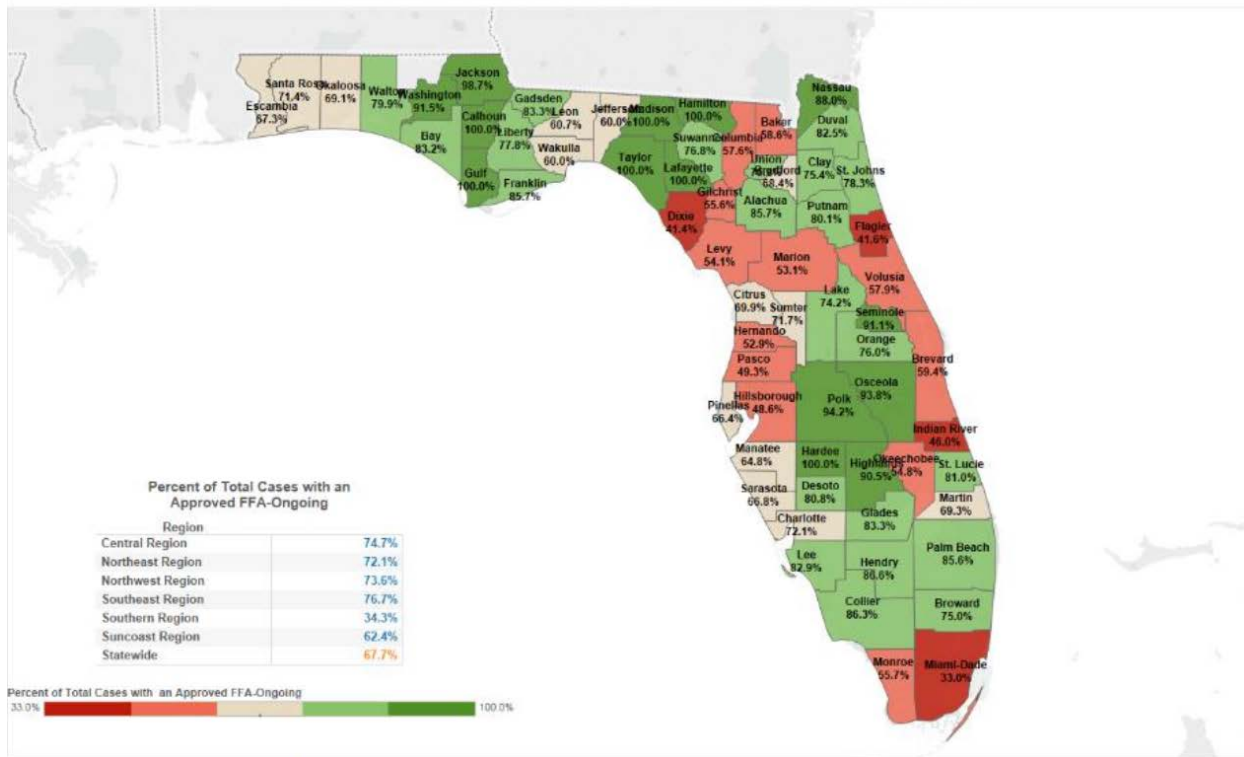 Jackson
98.7%
Santa Rosa
71.4%
Okaloosa
69.1%
Escambia
67.3%
Walton
79.9%
Washington
91.5%
Bay
83.2%
Calhoun
100.0%
Gulf
100.0%
Gadsden
83.3%
Liberty
77.8%
Franklin
85.7%
Leon
60.7%
Wakulla
60.0%
Jefferson
60.0%
Madison
100.0%
Taylor
100.0%
Hamilton
100.0%
Suwannee
76.8%
Lafayette
100.0%
Columbia
57.6%
Baker
58.6%
Nassau
88.0%
Duval
82.5%
Union
Bradford
68.4%
Clay
75.4%
St. Johns
78.3%
Gilchrist
55.6%
Alachua
85.7%
Putnam
80.1%
Dixie
41.4%
Flagler
41.6%
Levy
54.1%
Marion
53.1%
Volusia
57.9%
Citrus
69.9%
Sumter
71.7%
Lake
74.2%
Seminole
91.1%
Hernando
52.9%
Orange
76.0%
Pasco
49.3%
Brevard
59.4%
Osceola
93.8%
Polk
94.2%
Hillsborough
48.6%
Pinellas
66.4%
Indian River
46.0%
Manatee
64.8%
Hardee
100.0%
Highlands
90.5%
Okeechobee
54.8%
St. Lucie
81.0%
Sarasota
66.8%
Desoto
80.8%
Martin
69.3%
Charlotte
72.1%
Glades
83.3%
Lee
82.9%
Hendry
86.6%
Palm Beach
85.6%
Collier
86.3%
Broward
75.0%
Monroe
55.7%
Miami-Dade
33.0%
Percent of Total Cases with an
Approved FFA-Ongoing
Region
Central Region 74.7%
Northeast Region 72.1%
Northwest Region 73.6%
Southeast Region 76.7%
Southern Region 34.3%
Suncoast Region 62.4%
Statewide 67.7%
Percent of Total Cases with an Approved FFA-Ongoing
33.0% 100.0%